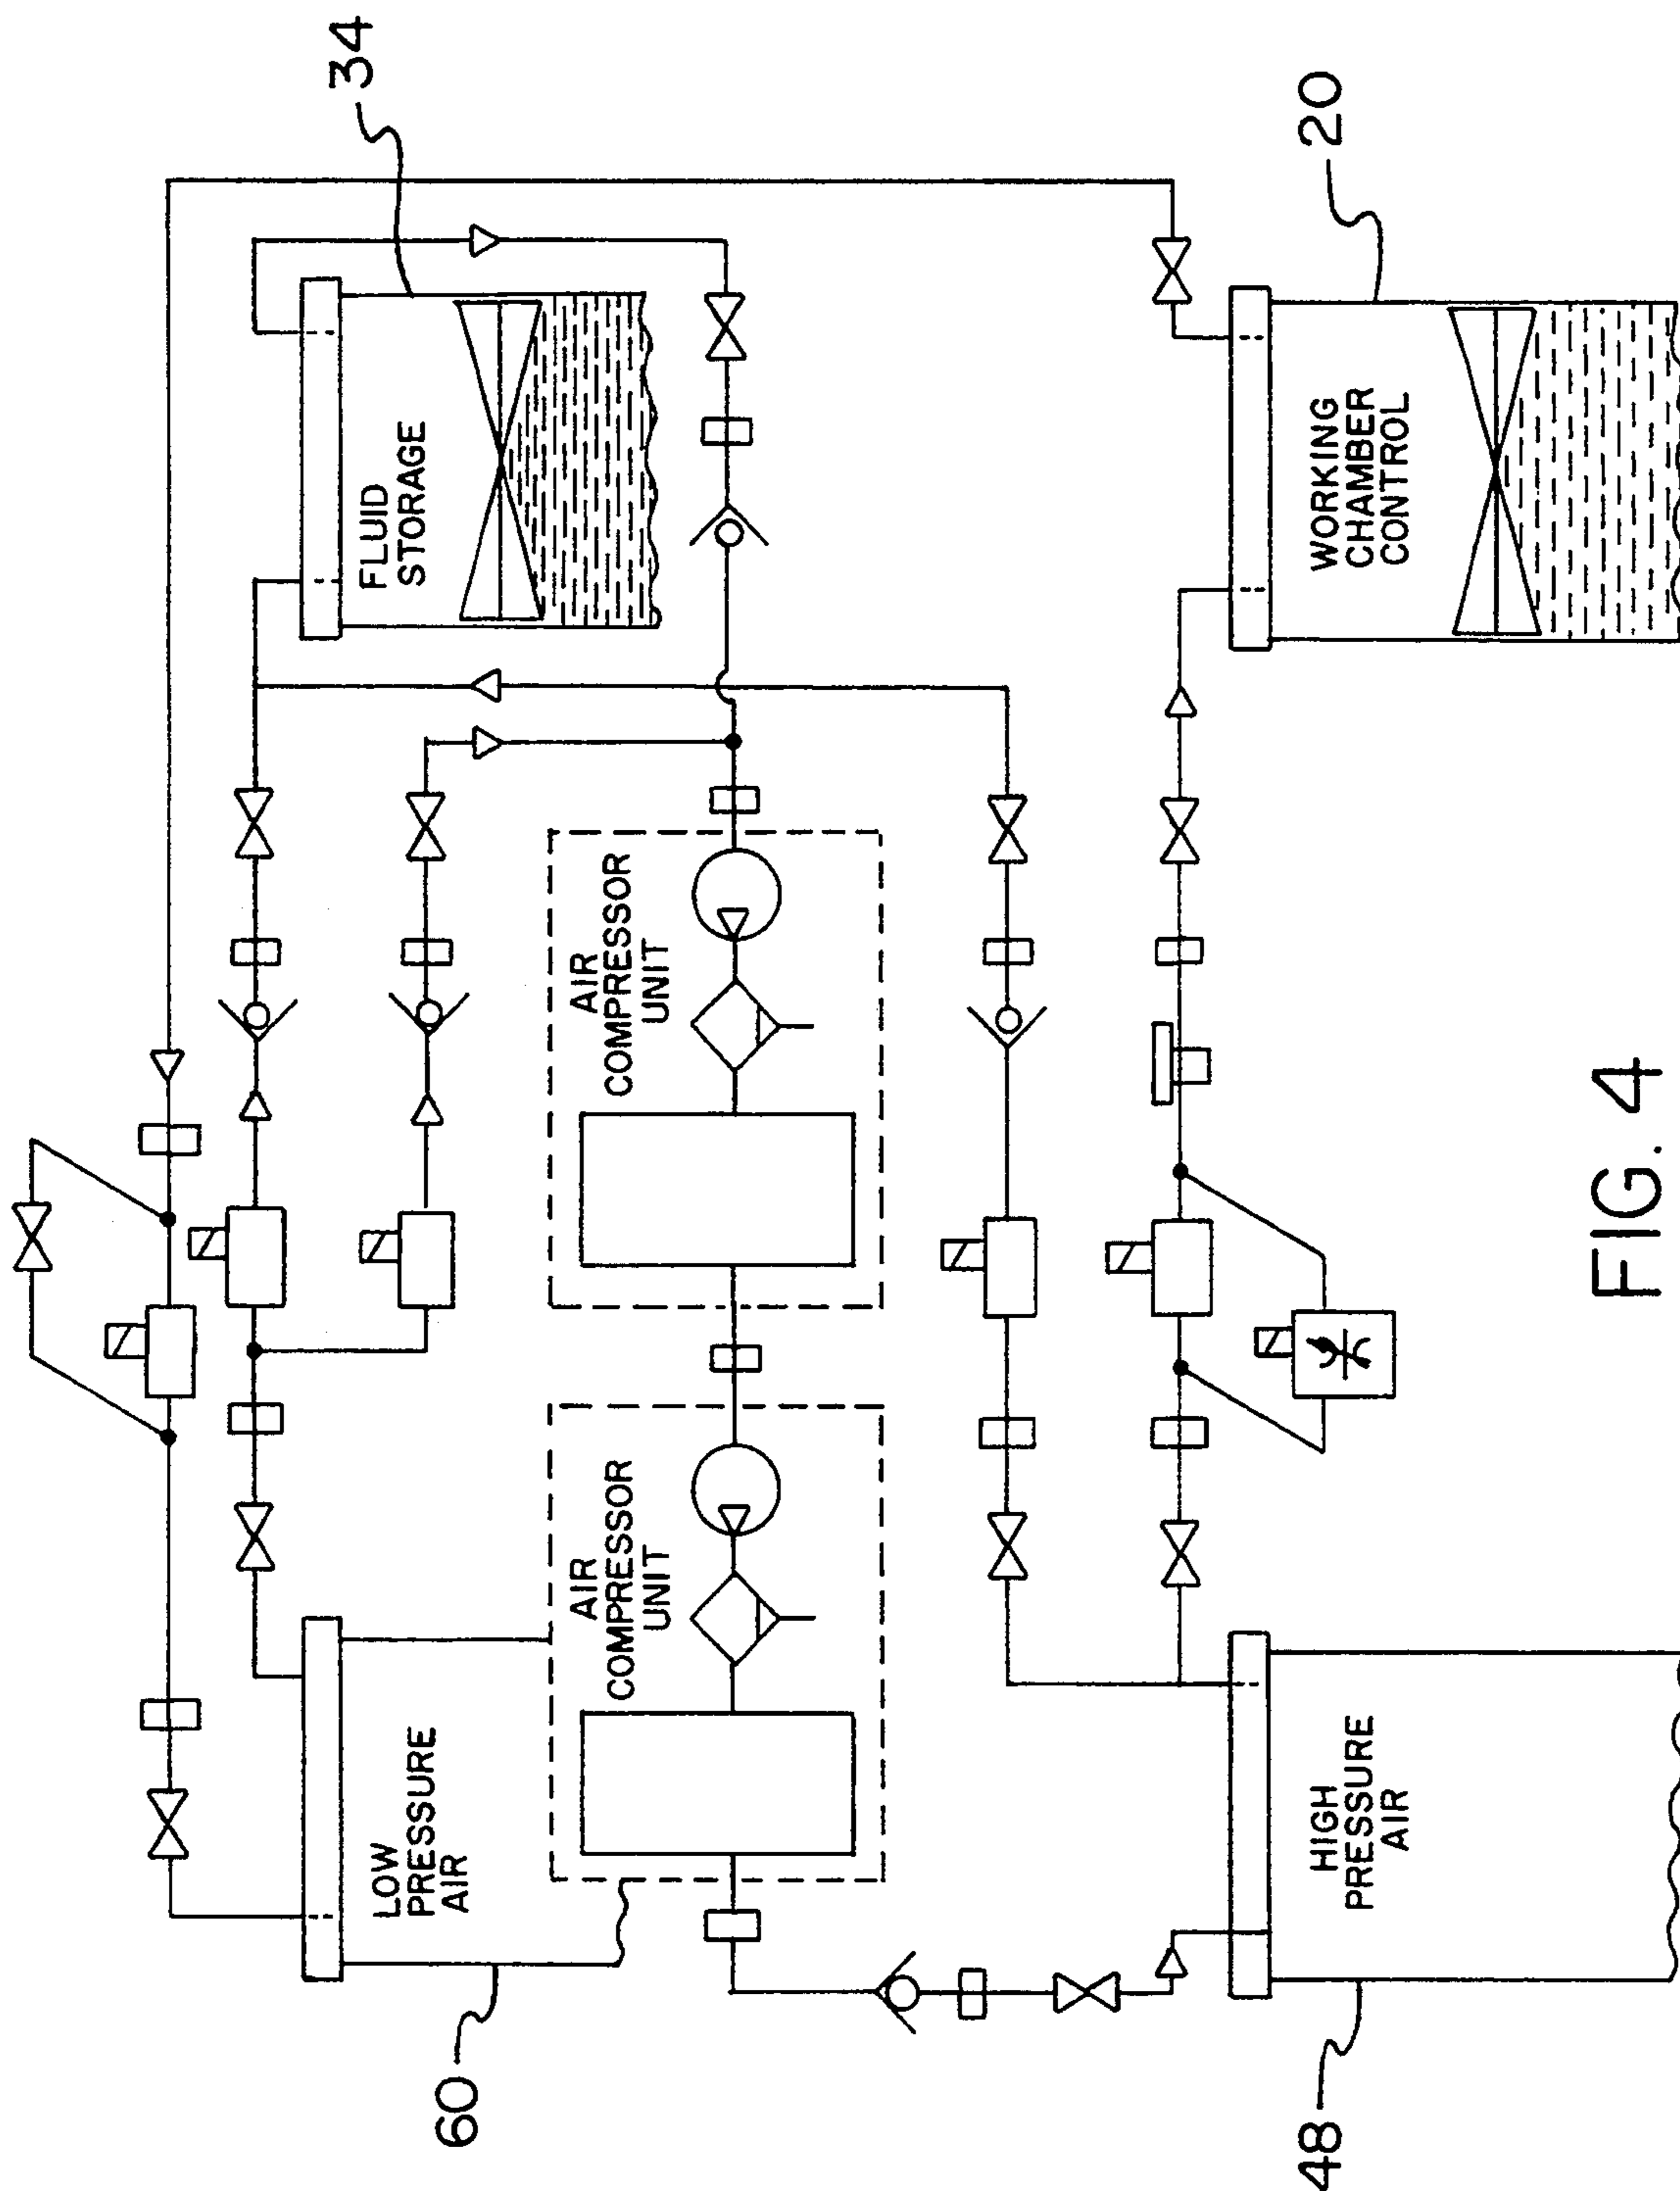 60
LOW
PRESSURE
AIR
34
FLUID
STORAGE
AIR
COMPRESSOR
UNIT
AIR
COMPRESSOR
UNIT
48
HIGH
PRESSURE
AIR
20
WORKING
CHAMBER
CONTROL
FIG. 4